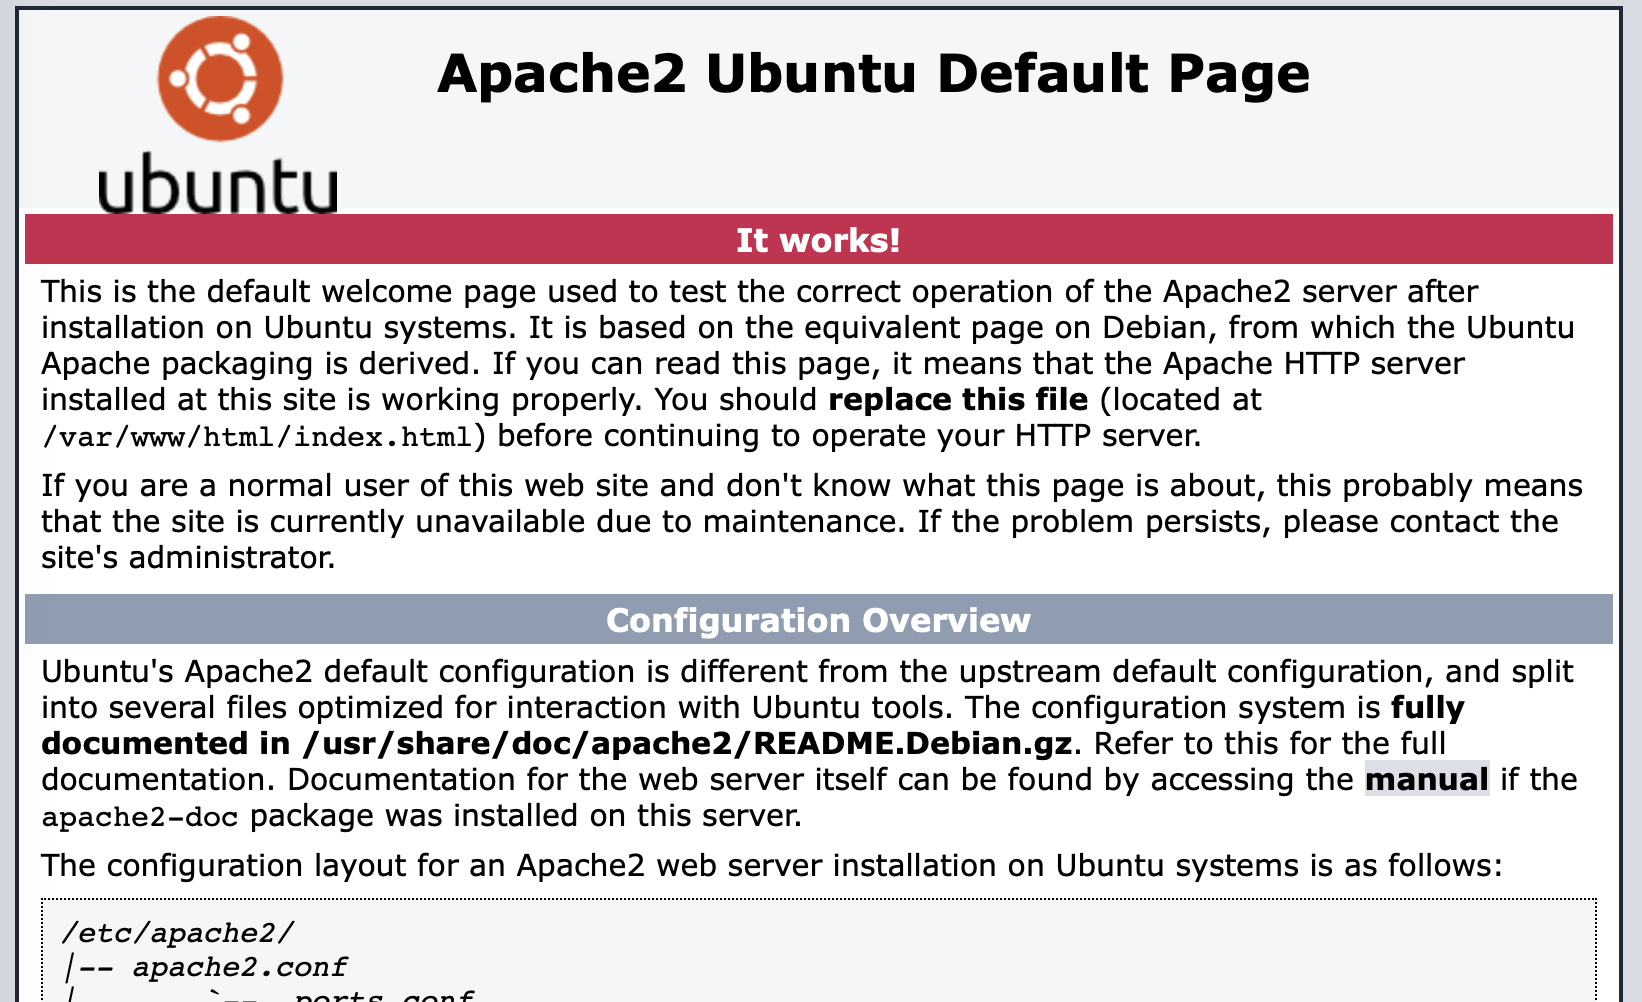 ubuntu
Apache2 Ubuntu Default Page
It works!
This is the default welcome page used to test the correct operation of the Apache2 server after
installation on Ubuntu systems. It is based on the equivalent page on Debian, from which the Ubuntu
Apache packaging is derived. If you can read this page, it means that the Apache HTTP server
installed at this site is working properly. You should replace this file (located at
/var/www/html/index.html) before continuing to operate your HTTP server.
If you are a normal user of this web site and don't know what this page is about, this probably means
that the site is currently unavailable due to maintenance. If the problem persists, please contact the
site's administrator.
Configuration Overview
Ubuntu's Apache2 default configuration is different from the upstream default configuration, and split
into several files optimized for interaction with Ubuntu tools. The configuration system is fully
documented in /usr/share/doc/apache2/README.Debian.gz. Refer to this for the full
documentation. Documentation for the web server itself can be found by accessing the manual if the
apache2-doc package was installed on this server.
The configuration layout for an Apache2 web server installation on Ubuntu systems is as follows:
/etc/apache2/
|-- apache2.conf
|       `--  ports.conf